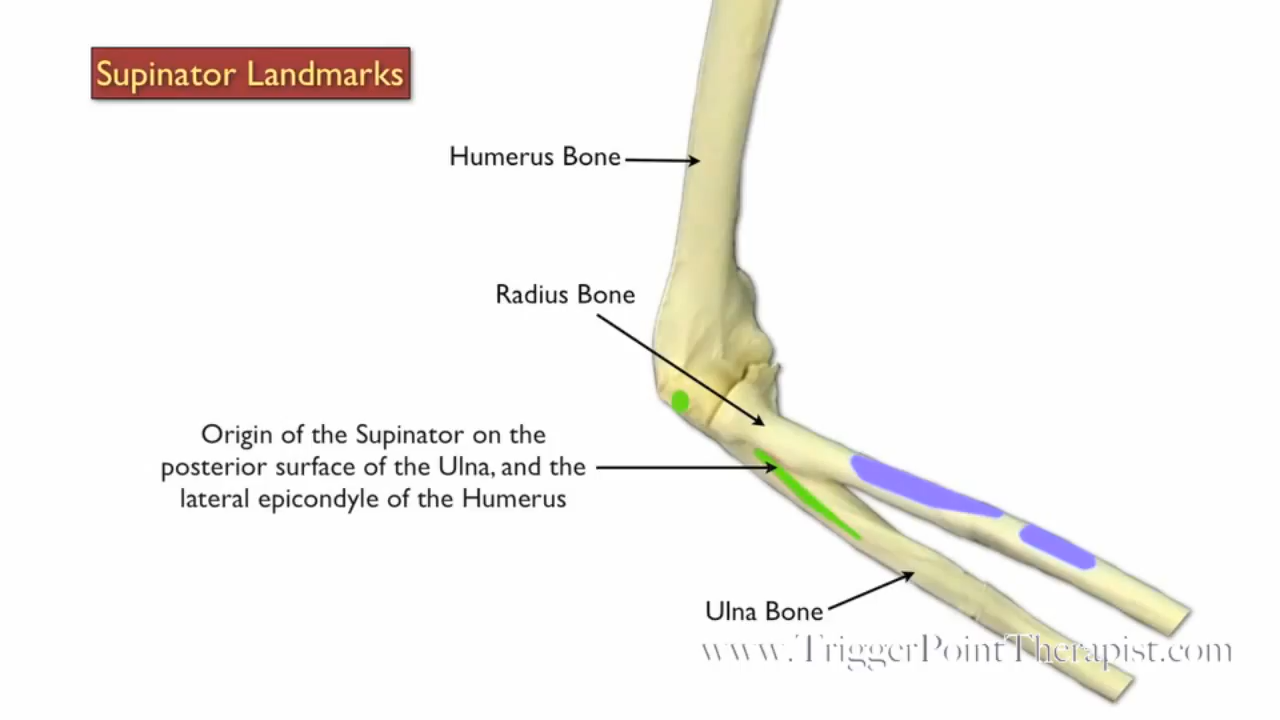 Supinator Landmarks
Humerus Bone
Radius Bone
Origin of the Supinator on the
posterior surface of the Ulna, and the
lateral epicondyle of the Humerus
Ulna Bone
www.TriggerPointTherapist.com